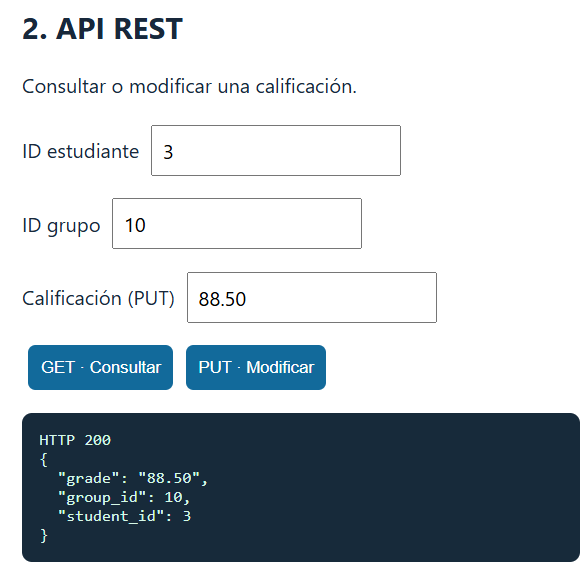 2. API REST
Consultar o modificar una calificación.
ID estudiante 3
ID grupo 10
Calificación (PUT) 88.50
GET · Consultar PUT · Modificar
HTTP 200
{
  "grade": "88.50",
  "group_id": 10,
  "student_id": 3
}